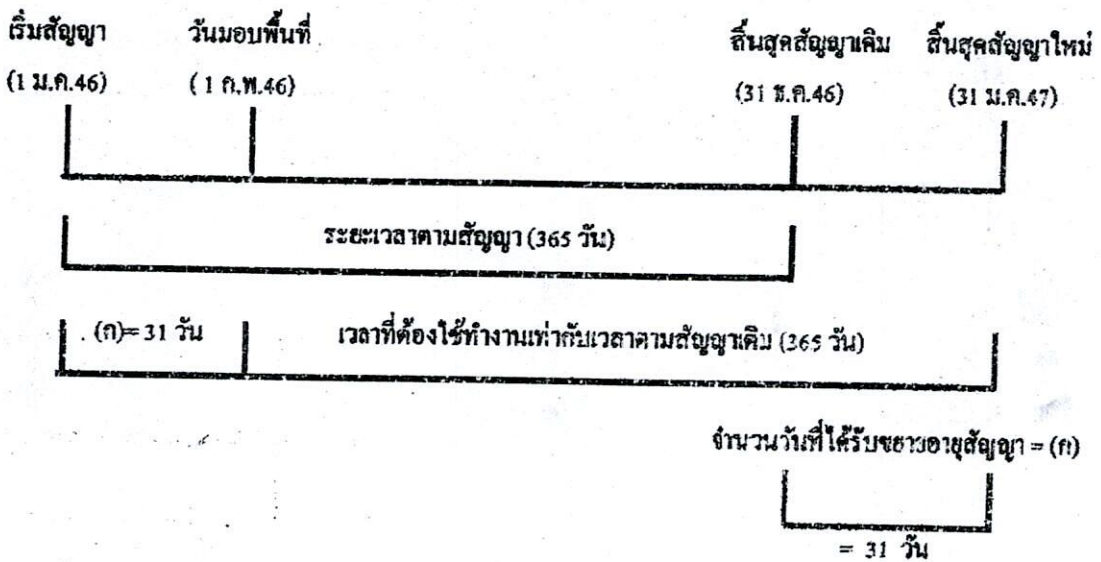 เริ่มสัญญา วันมอบพื้นที่ สิ้นสุดสัญญาเดิม สิ้นสุดสัญญาใหม่
(1 ม.ค.46) ( 1 ก.พ.46) (31 ธ.ค.46) (31 ม.ค.47)
ระยะเวลาตามสัญญา (365 วัน)
(ก)= 31 วัน เวลาที่ต้องใช้ทำงานเท่ากับเวลาตามสัญญาเดิม (365 วัน)
จำนวนวันที่ได้รับขยายอายุสัญญา = (ก)
= 31 วัน